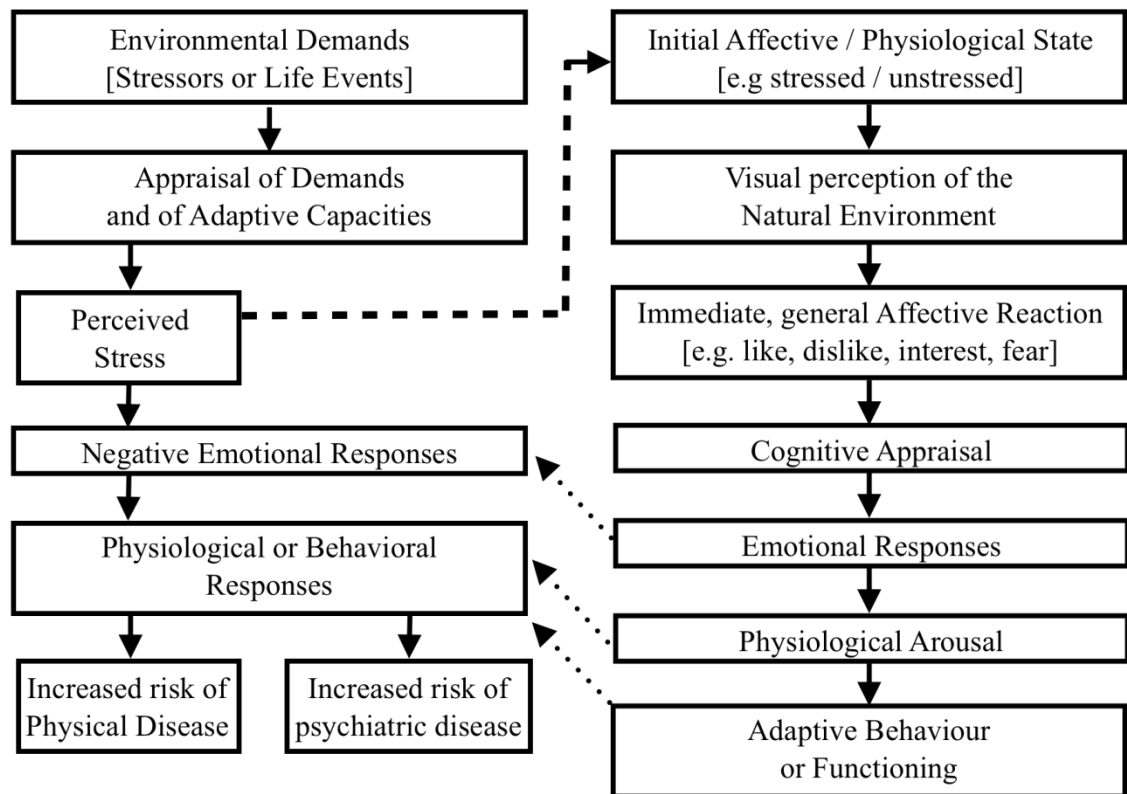 Environmental Demands
[Stressors or Life Events]
Appraisal of Demands
and of Adaptive Capacities
Perceived
Stress
Negative Emotional Responses
Physiological or Behavioral
Responses
Increased risk of
Physical Disease
Increased risk of
psychiatric disease
Initial Affective / Physiological State
[e.g stressed / unstressed]
Visual perception of the
Natural Environment
Immediate, general Affective Reaction
[e.g. like, dislike, interest, fear]
Cognitive Appraisal
Emotional Responses
Physiological Arousal
Adaptive Behaviour
or Functioning